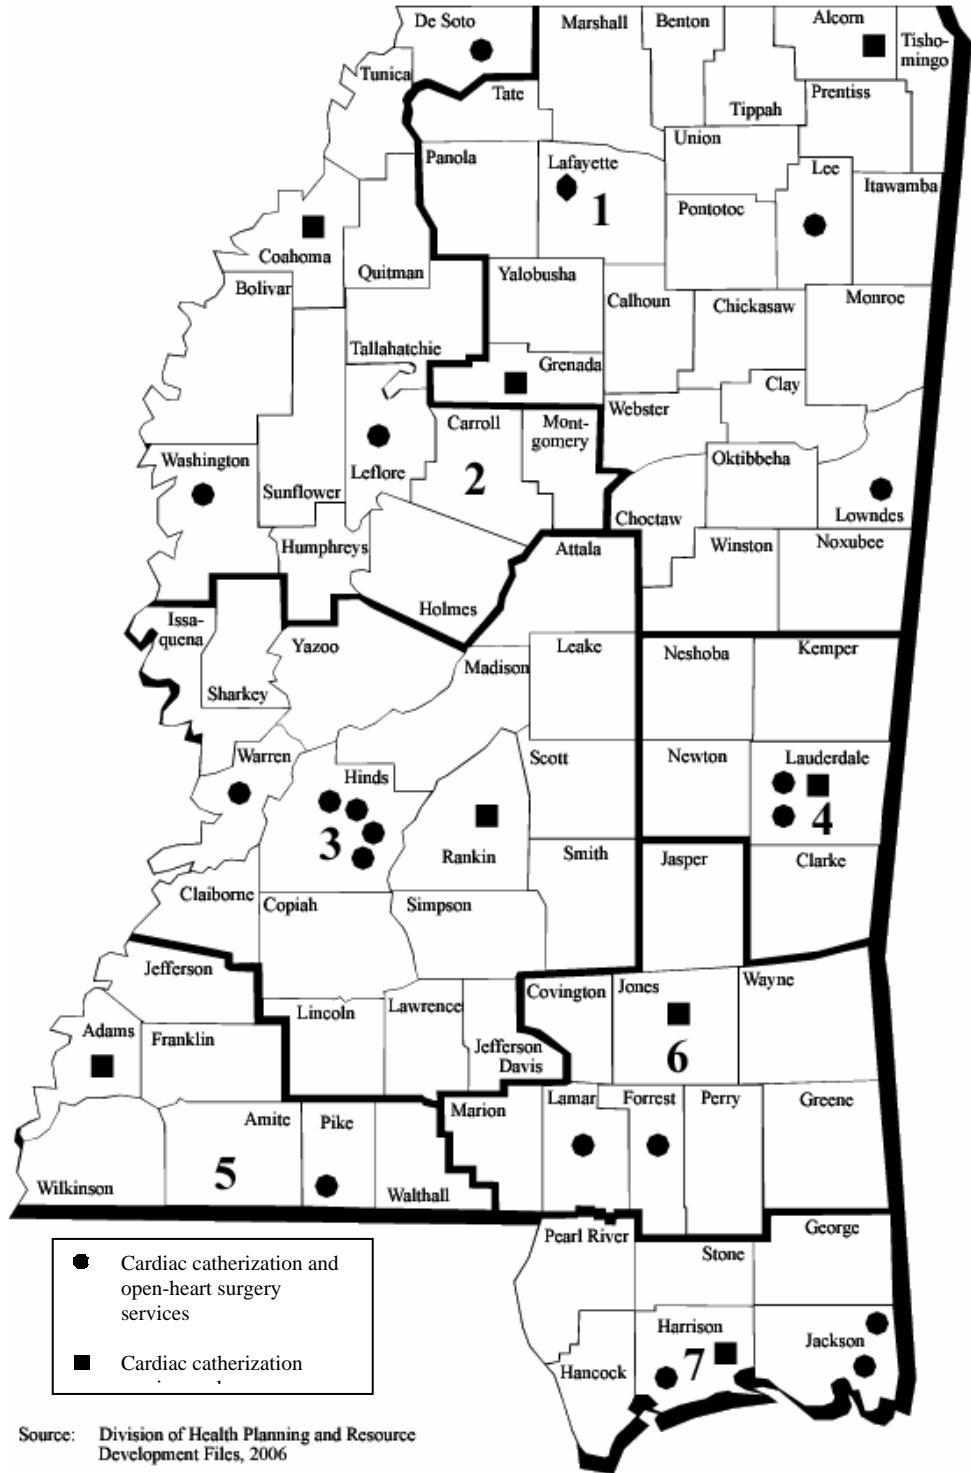 De Soto
Marshall
Benton
Alcorn
Tisho-
mingo
Tunica
Tate
Tippah
Prentiss
Union
Panola
Lafayette
Lee
Itawamba
1
Pontotoc
Coahoma
Quitman
Yalobusha
Bolivar
Calhoun
Chickasaw
Monroe
Tallahatchie
Grenada
Clay
Webster
Carroll
Mont-
gomery
Washington
Leflore
2
Oktibbeha
Sunflower
Choctaw
Lowndes
Humphreys
Attala
Winston
Noxubee
Holmes
Issa-
quena
Yazoo
Leake
Neshoba
Kemper
Madison
Sharkey
Warren
Scott
Newton
Lauderdale
Hinds
3
4
Rankin
Smith
Jasper
Clarke
Claiborne
Copiah
Simpson
Jefferson
Covington
Jones
Wayne
Lincoln
Lawrence
Adams
Franklin
Jefferson
Davis
6
Marion
Lamar
Forrest
Perry
Greene
Amite
Pike
5
Wilkinson
Walthall
George
Pearl River
Stone
Harrison
Jackson
7
Hancock
Cardiac catherization and
open-heart surgery
services
Cardiac catherization
Source: Division of Health Planning and Resource
Development Files, 2006